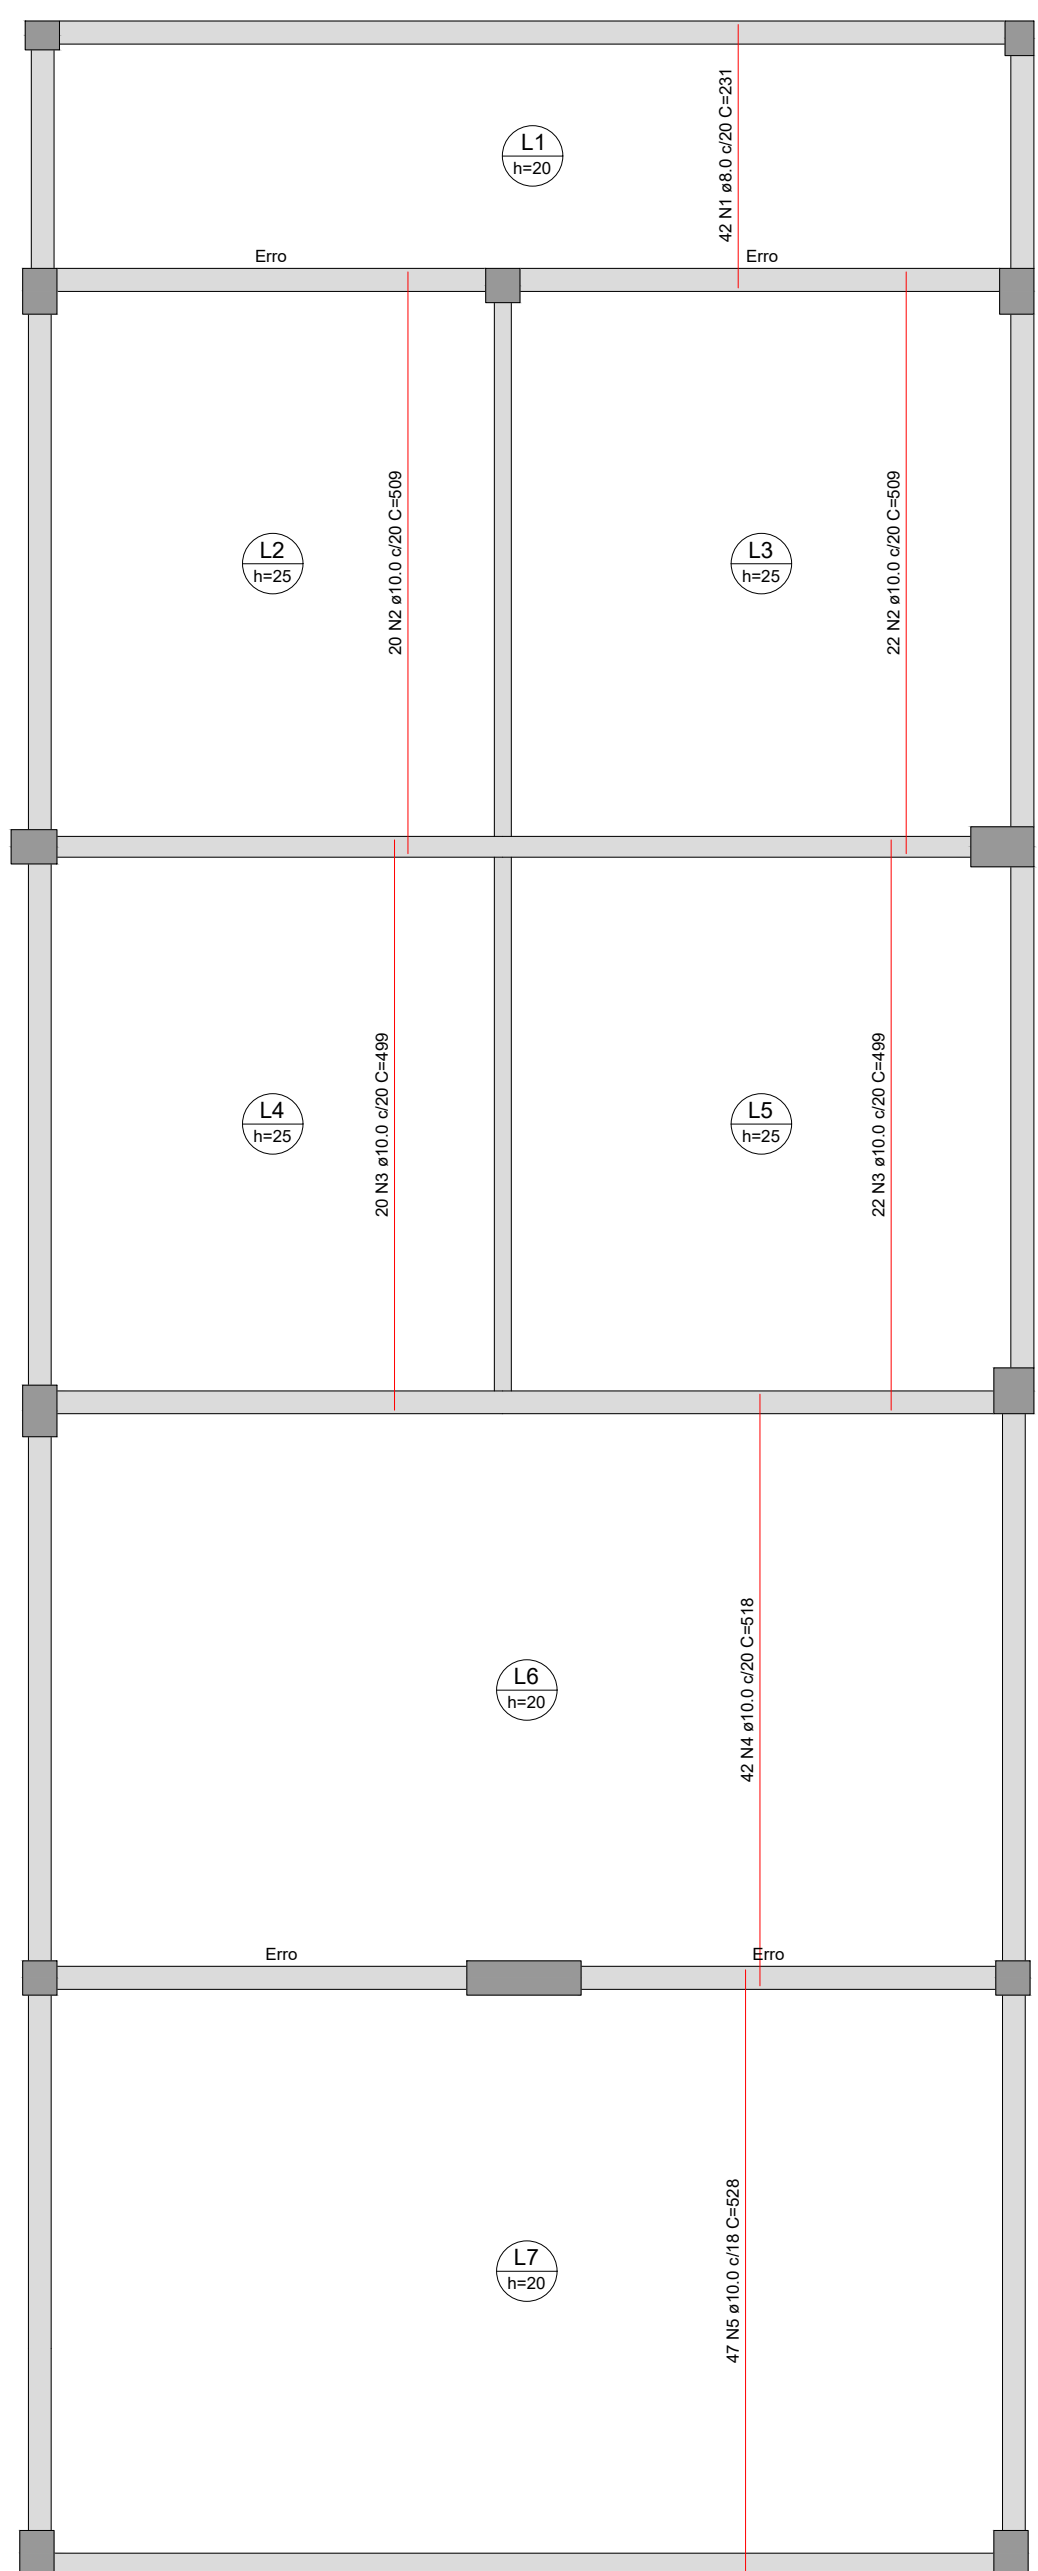 42 N1 ø8.0 c/20 C=231
L1
h=20
Erro
Erro
20 N2 ø10.0 c/20 C=509
22 N2 ø10.0 c/20 C=509
L2
h=25
L3
h=25
20 N3 ø10.0 c/20 C=499
22 N3 ø10.0 c/20 C=499
L4
h=25
L5
h=25
42 N4 ø10.0 c/20 C=518
L6
h=20
Erro
Erro
47 N5 ø10.0 c/18 C=528
L7
h=20